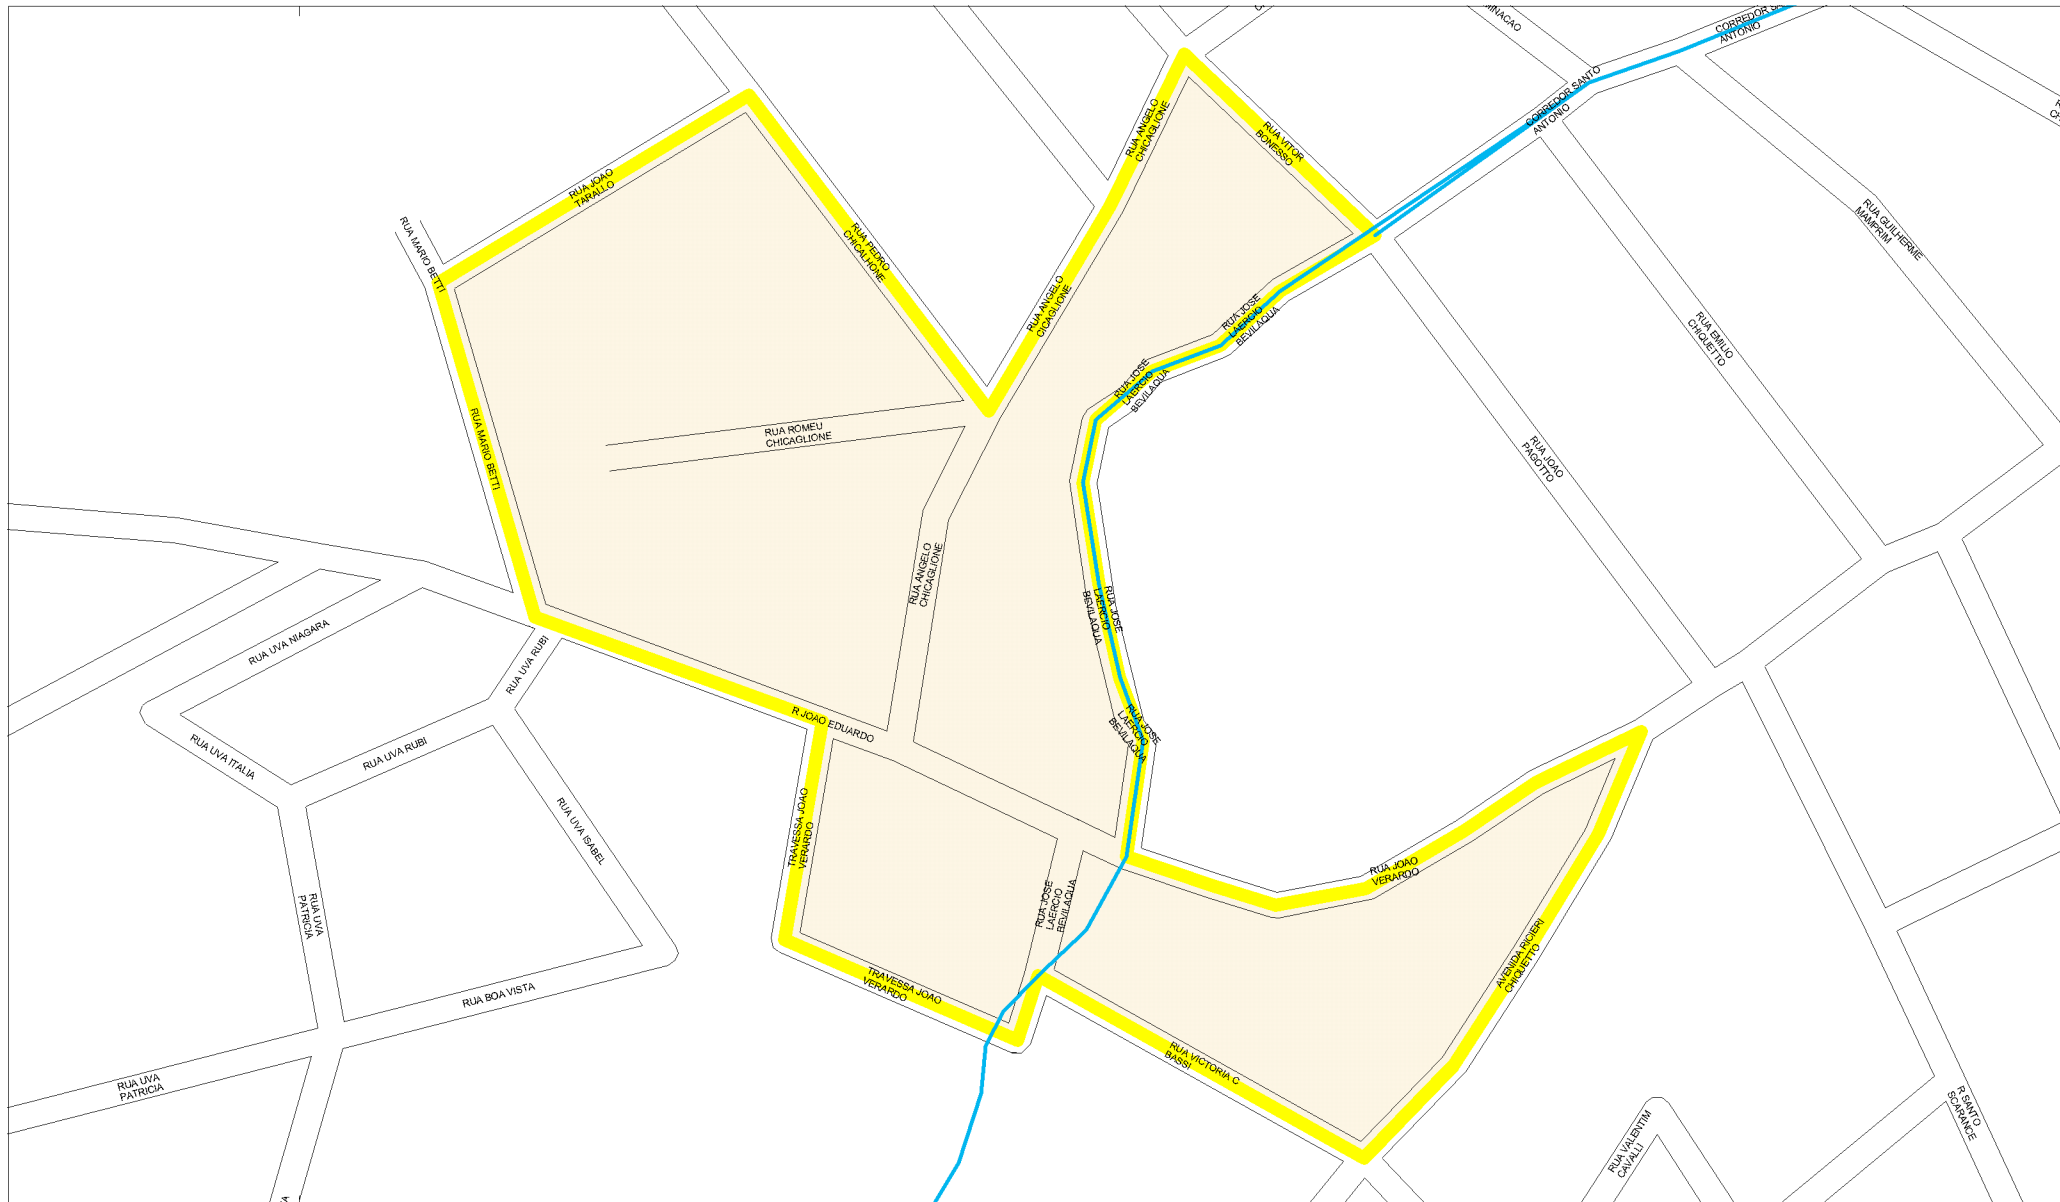 MINACAO
CORREDOR
ANTONIO
CORREDOR SANTO
ANTONIO
RUA ANGELO
CHICAGLIONE
RUA VITOR
BONESSO
RUA JOAO
TARALLO
RUA MARIO BETTI
RUA PEDRO
CHICALHONE
RUA GUILHERME
MAMPRIM
RUA ANGELO
CICAGLIONE
RUA JOSE
LAERCIO
BEVILAQUA
RUA EMILIO
CHIQUETTO
RUA JOSE
LAERCIO
BEVILAQUA
RUA MARIO BETTI
RUA ROMEU
CHICAGLIONE
RUA JOAO
PAGOTTO
RUA ANGELO
CHICAGLIONE
RUA JOSE
LAERCIO
BEVILAQUA
RUA UVA NIAGARA
RUA UVA RUBI
R JOAO EDUARDO
RUA JOSE
LAERCIO
BEVILAQUA
RUA UVA ITALIA
RUA UVA RUBI
RUA UVA ISABEL
TRAVESSA JOAO
VERARDO
RUA JOAO
VERARDO
RUA UVA
PATRICIA
RUA JOSE
LAERCIO
BEVILAQUA
AVENIDA RICIERI
CHIQUETTO
TRAVESSA JOAO
VERARDO
RUA BOA VISTA
RUA VICTORIA C
BASSI
RUA UVA
PATRICIA
R SANTO
SCARANCE
RUA VALENTIM
CAVALLI